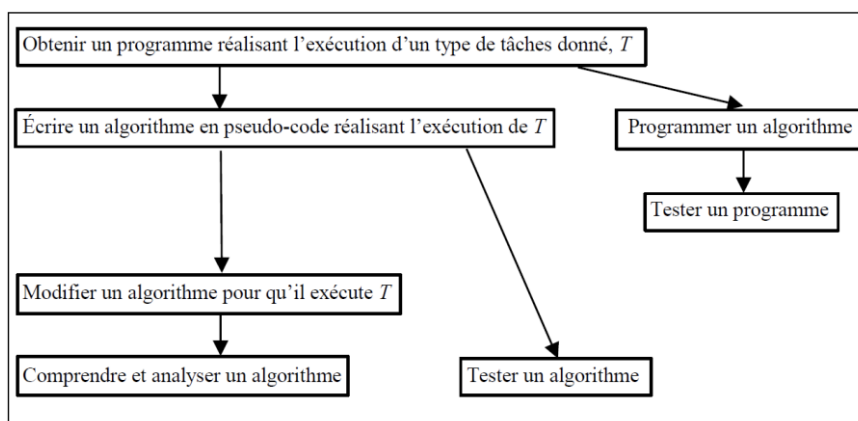 Obtenir un programme réalisant l’exécution d’un type de tâches donné, T
Écrire un algorithme en pseudo-code réalisant l’exécution de T
Programmer un algorithme
Tester un programme
Modifier un algorithme pour qu’il exécute T
Comprendre et analyser un algorithme
Tester un algorithme